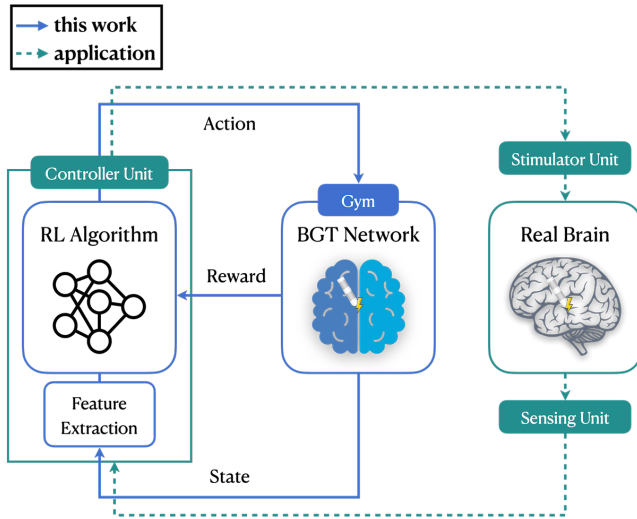 this work
application
Action
Controller Unit
Stimulator Unit
Gym
RL Algorithm
BGT Network
Real Brain
Reward
Feature
Extraction
Sensing Unit
State